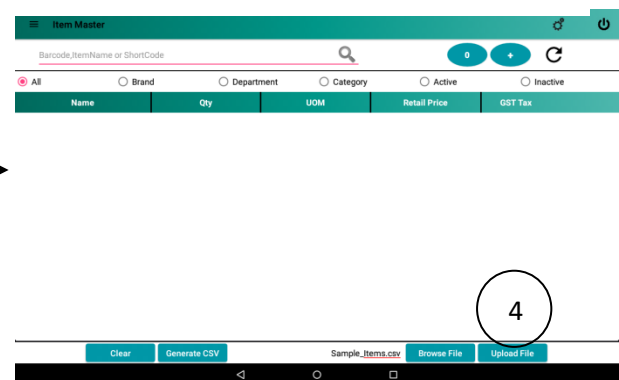 Item Master
Barcode,ItemName or ShortCode
0 +
All Brand Department Category Active Inactive
Name Qty UOM Retail Price GST Tax
4
Clear Generate CSV Sample_Items.csv Browse File Upload File